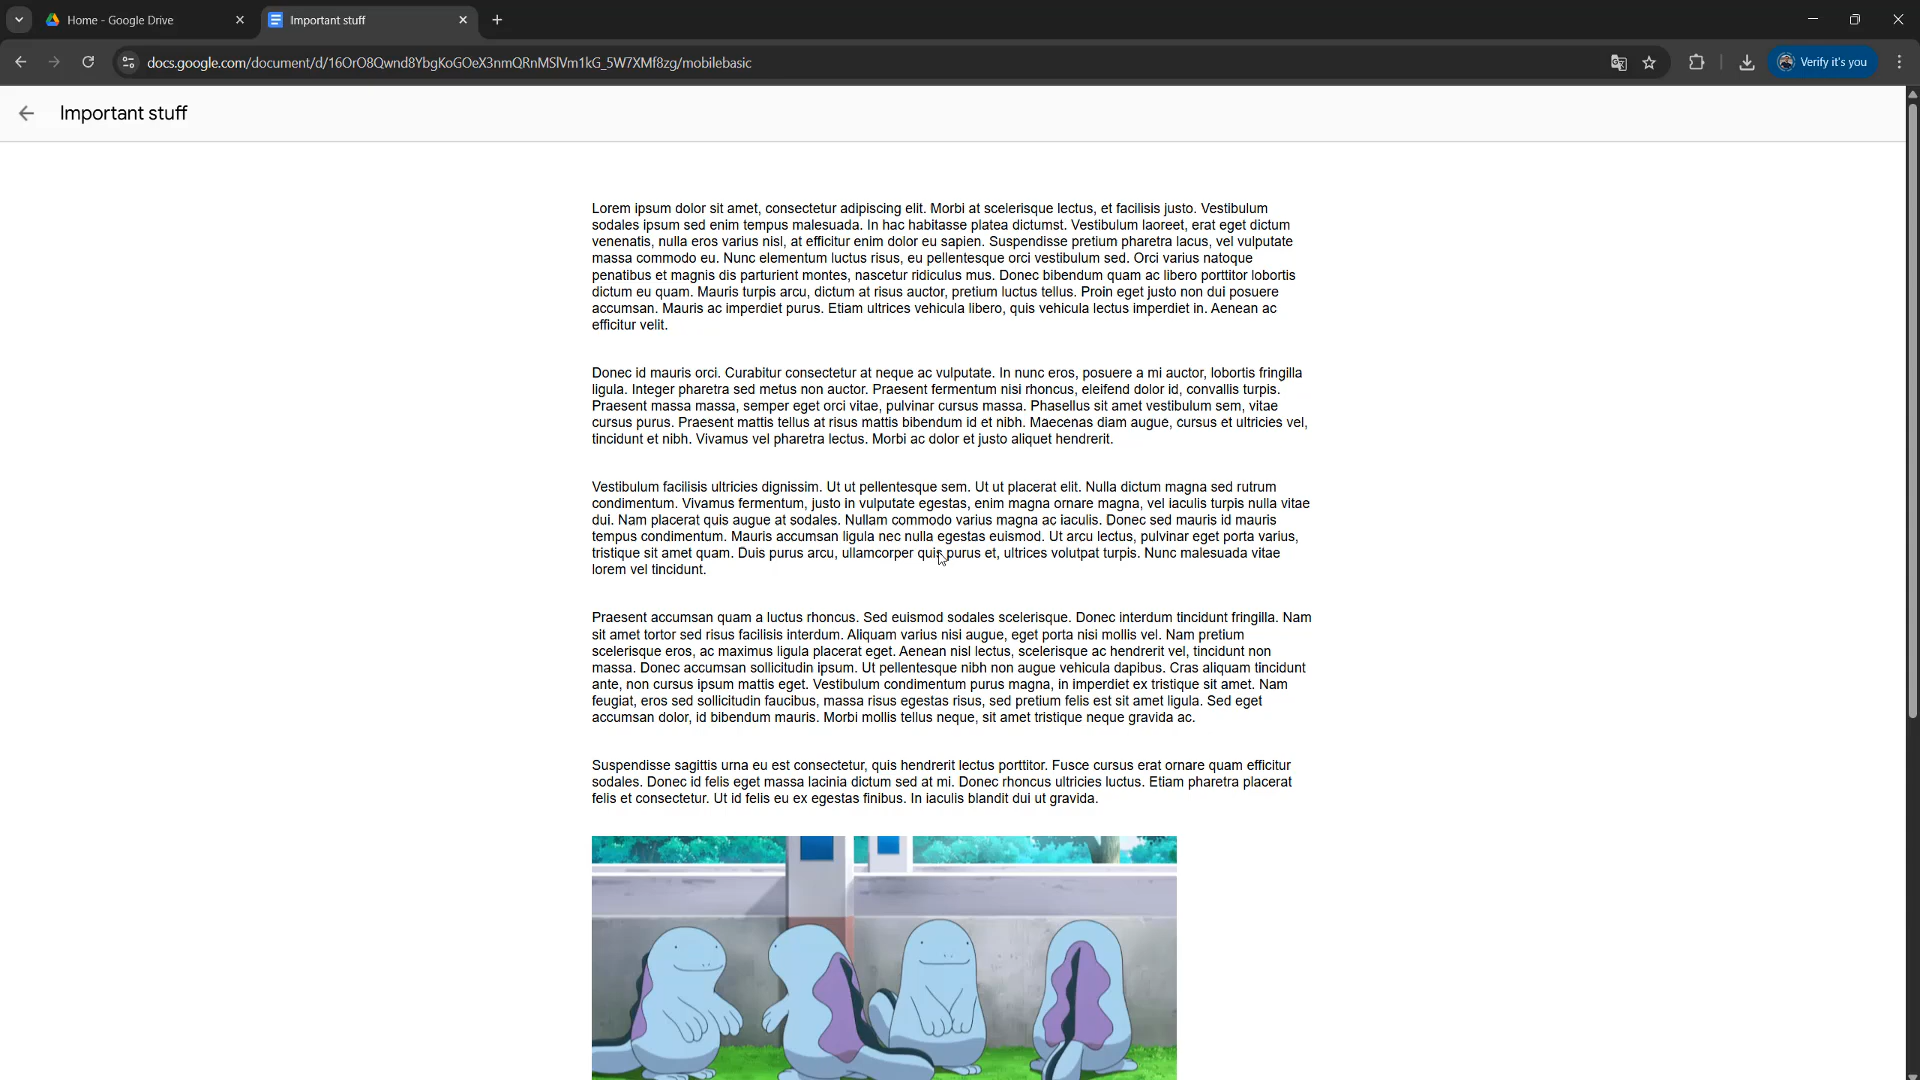 Home - Google Drive
Important stuff
docs.google.com/document/d/16OrO8Qwnd8YbgKoGOeX3nmQRnMSlVm1kG_5W7XMf8zg/mobilebasic
Verify it's you
Important stuff
Lorem ipsum dolor sit amet, consectetur adipiscing elit. Morbi at scelerisque lectus, et facilisis justo. Vestibulum
sodales ipsum sed enim tempus malesuada. In hac habitasse platea dictumst. Vestibulum laoreet, erat eget dictum
venenatis, nulla eros varius nisl, at efficitur enim dolor eu sapien. Suspendisse pretium pharetra lacus, vel vulputate
massa commodo eu. Nunc elementum luctus risus, eu pellentesque orci vestibulum sed. Orci varius natoque
penatibus et magnis dis parturient montes, nascetur ridiculus mus. Donec bibendum quam ac libero porttitor lobortis
dictum eu quam. Mauris turpis arcu, dictum at risus auctor, pretium luctus tellus. Proin eget justo non dui posuere
accumsan. Mauris ac imperdiet purus. Etiam ultrices vehicula libero, quis vehicula lectus imperdiet in. Aenean ac
efficitur velit.
Donec id mauris orci. Curabitur consectetur at neque ac vulputate. In nunc eros, posuere a mi auctor, lobortis fringilla
ligula. Integer pharetra sed metus non auctor. Praesent fermentum nisi rhoncus, eleifend dolor id, convallis turpis.
Praesent massa massa, semper eget orci vitae, pulvinar cursus massa. Phasellus sit amet vestibulum sem, vitae
cursus purus. Praesent mattis tellus at risus mattis bibendum id et nibh. Maecenas diam augue, cursus et ultricies vel,
tincidunt et nibh. Vivamus vel pharetra lectus. Morbi ac dolor et justo aliquet hendrerit.
Vestibulum facilisis ultricies dignissim. Ut ut pellentesque sem. Ut ut placerat elit. Nulla dictum magna sed rutrum
condimentum. Vivamus fermentum, justo in vulputate egestas, enim magna ornare magna, vel iaculis turpis nulla vitae
dui. Nam placerat quis augue at sodales. Nullam commodo varius magna ac iaculis. Donec sed mauris id mauris
tempus condimentum. Mauris accumsan ligula nec nulla egestas euismod. Ut arcu lectus, pulvinar eget porta varius,
tristique sit amet quam. Duis purus arcu, ullamcorper quis purus et, ultrices volutpat turpis. Nunc malesuada vitae
lorem vel tincidunt.
Praesent accumsan quam a luctus rhoncus. Sed euismod sodales scelerisque. Donec interdum tincidunt fringilla. Nam
sit amet tortor sed risus facilisis interdum. Aliquam varius nisi augue, eget porta nisi mollis vel. Nam pretium
scelerisque eros, ac maximus ligula placerat eget. Aenean nisl lectus, scelerisque ac hendrerit vel, tincidunt non
massa. Donec accumsan sollicitudin ipsum. Ut pellentesque nibh non augue vehicula dapibus. Cras aliquam tincidunt
ante, non cursus ipsum mattis eget. Vestibulum condimentum purus magna, in imperdiet ex tristique sit amet. Nam
feugiat, eros sed sollicitudin faucibus, massa risus egestas risus, sed pretium felis est sit amet ligula. Sed eget
accumsan dolor, id bibendum mauris. Morbi mollis tellus neque, sit amet tristique neque gravida ac.
Suspendisse sagittis urna eu est consectetur, quis hendrerit lectus porttitor. Fusce cursus erat ornare quam efficitur
sodales. Donec id felis eget massa lacinia dictum sed at mi. Donec rhoncus ultricies luctus. Etiam pharetra placerat
felis et consectetur. Ut id felis eu ex egestas finibus. In iaculis blandit dui ut gravida.